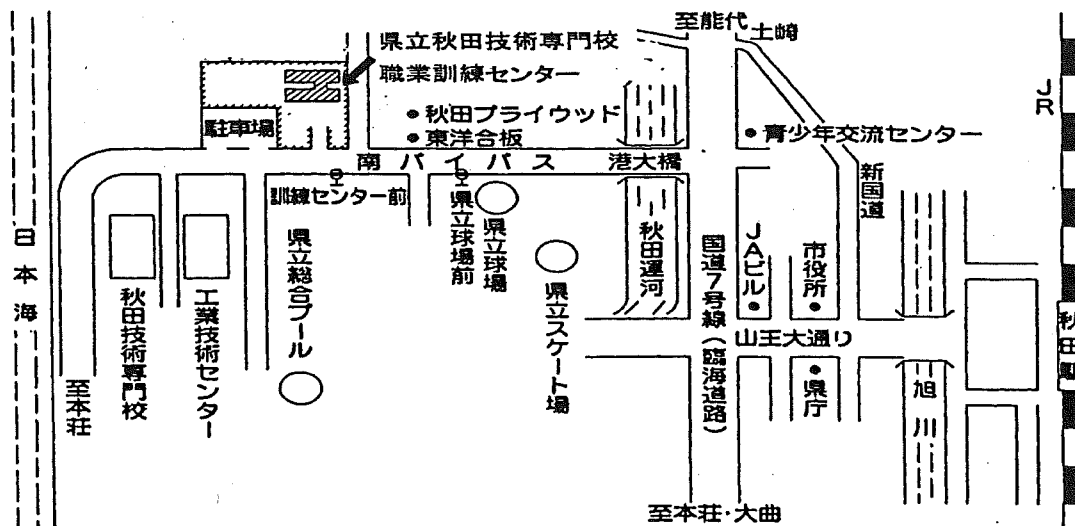 至能代
土崎
県立秋田技術専門校
職業訓練センター
JR
秋田プライウッド
東洋合板
駐車場
青少年交流センター
南バイパス
港大橋
新国道
訓練センター前
県立球場前
県立球場
秋田運河
国道7号線(臨海道路)
JAビル
市役所
日本海
秋田技術専門校
工業技術センター
県立総合プール
県立スケート場
山王大通り
秋田駅
至本荘
県庁
旭川
至本荘・大曲